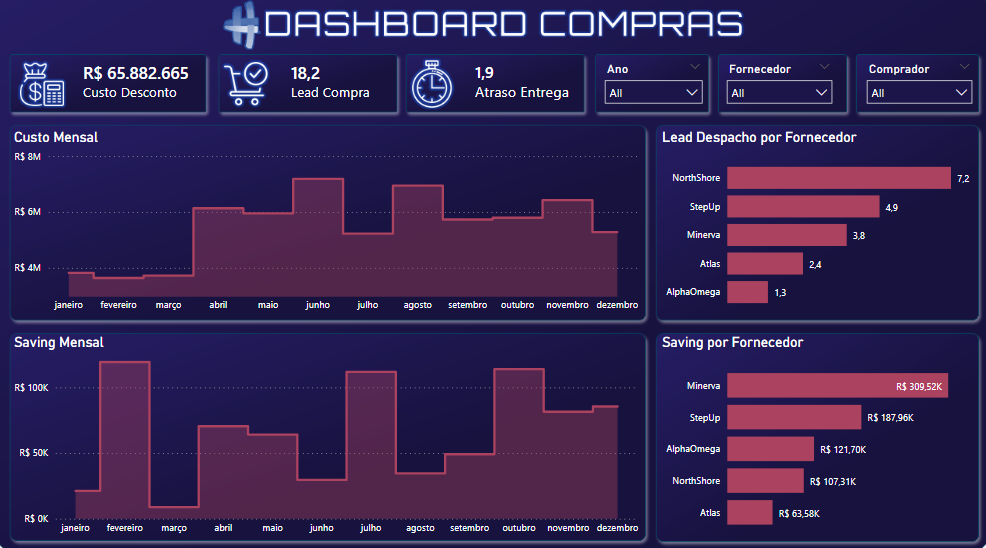 DASHBOARD COMPRAS
R$ 65.882.665
Custo Desconto
18,2
Lead Compra
1,9
Atraso Entrega
Ano
All
Fornecedor
All
Comprador
All
Custo Mensal
R$ 8M
R$ 6M
R$ 4M
janeiro fevereiro março abril maio junho julho agosto setembro outubro novembro dezembro
Lead Despacho por Fornecedor
NorthShore 7,2
StepUp 4,9
Minerva 3,8
Atlas 2,4
AlphaOmega 1,3
Saving Mensal
R$ 100K
R$ 50K
R$ 0K
janeiro fevereiro março abril maio junho julho agosto setembro outubro novembro dezembro
Saving por Fornecedor
Minerva R$ 309,52K
StepUp R$ 187,96K
AlphaOmega R$ 121,70K
NorthShore R$ 107,31K
Atlas R$ 63,58K